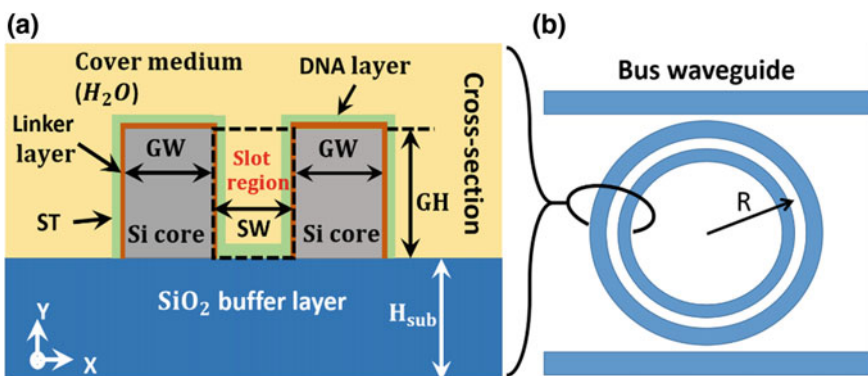 (a)
Cover medium
(H₂O)
DNA layer
Linker
layer
GW
Slot
region
GW
GH
ST
Si core
SW
Si core
SiO₂ buffer layer
H_sub
Y
X
Cross-section
(b)
Bus waveguide
R